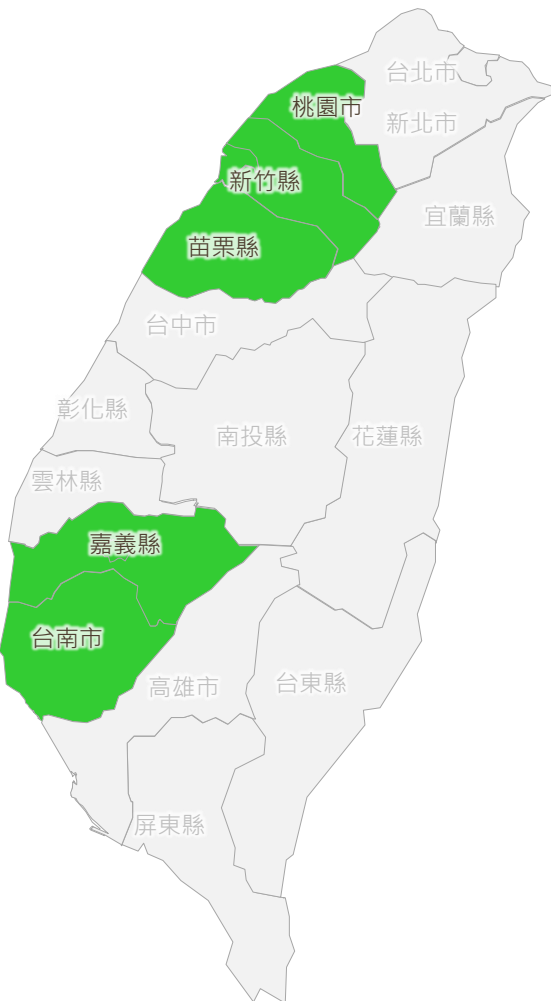 台北市
桃園市
新北市
新竹縣
宜蘭縣
苗栗縣
台中市
彰化縣
南投縣
花蓮縣
雲林縣
嘉義縣
台南市
高雄市
台東縣
屏東縣